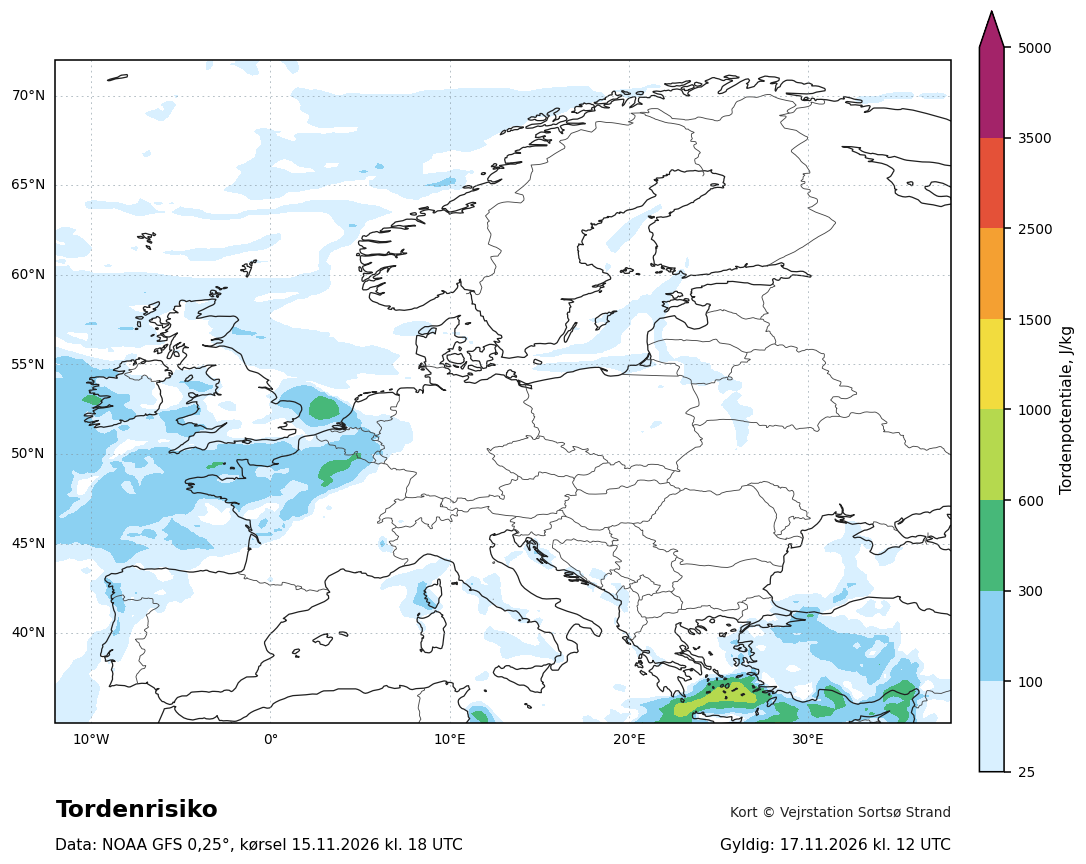 5000
3500
2500
1500
1000
600
300
100
25
Tordenpotentiale, J/kg
70°N
65°N
60°N
55°N
50°N
45°N
40°N
10°W
0°
10°E
20°E
30°E
Tordenrisiko
Kort © Vejrstation Sortsø Strand
Data: NOAA GFS 0,25°, kørsel 15.11.2026 kl. 18 UTC
Gyldig: 17.11.2026 kl. 12 UTC